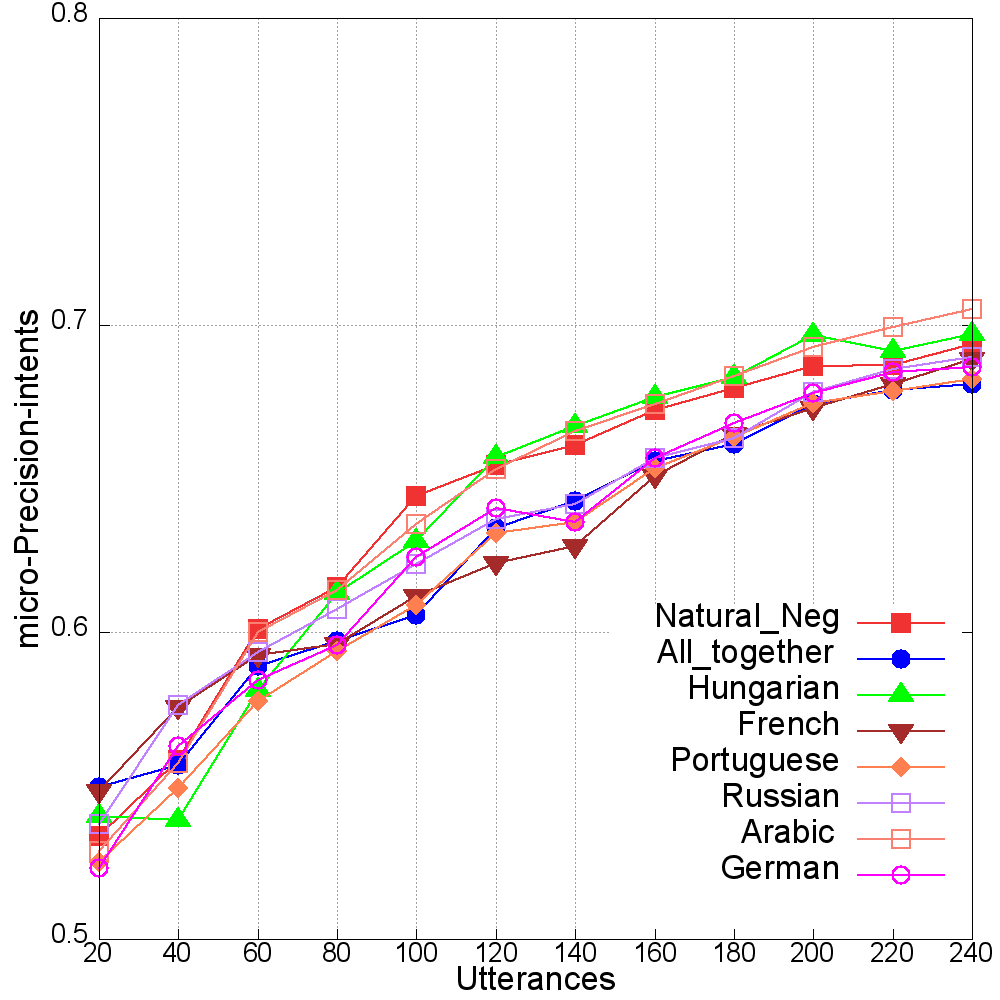 0.8
0.7
0.6
0.5
micro-Precision-intents
Natural_Neg
All_together
Hungarian
French
Portuguese
Russian
Arabic
German
20 40 60 80 100 120 140 160 180 200 220 240
Utterances